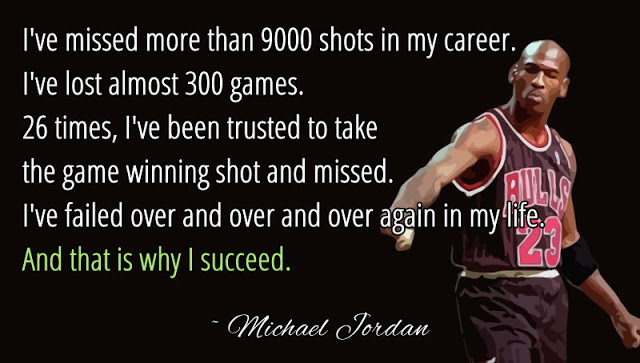 I've missed more than 9000 shots in my career.
I've lost almost 300 games.
26 times, I've been trusted to take
the game winning shot and missed.
I've failed over and over and over again in my life.
And that is why I succeed.
~ Michael Jordan
BULLS
23